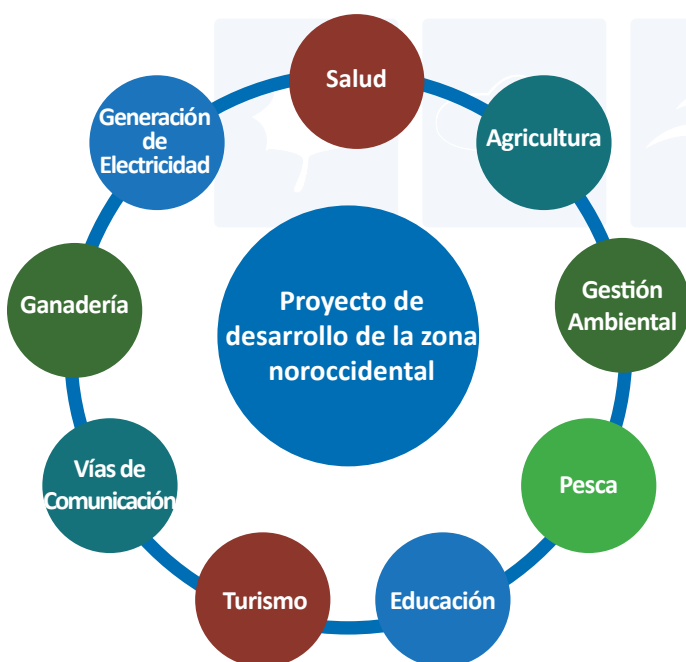 Salud
Agricultura
Gestión
Ambiental
Pesca
Educación
Turismo
Vías de
Comunicación
Ganadería
Generación
de
Electricidad
Proyecto de
desarrollo de la zona
noroccidental